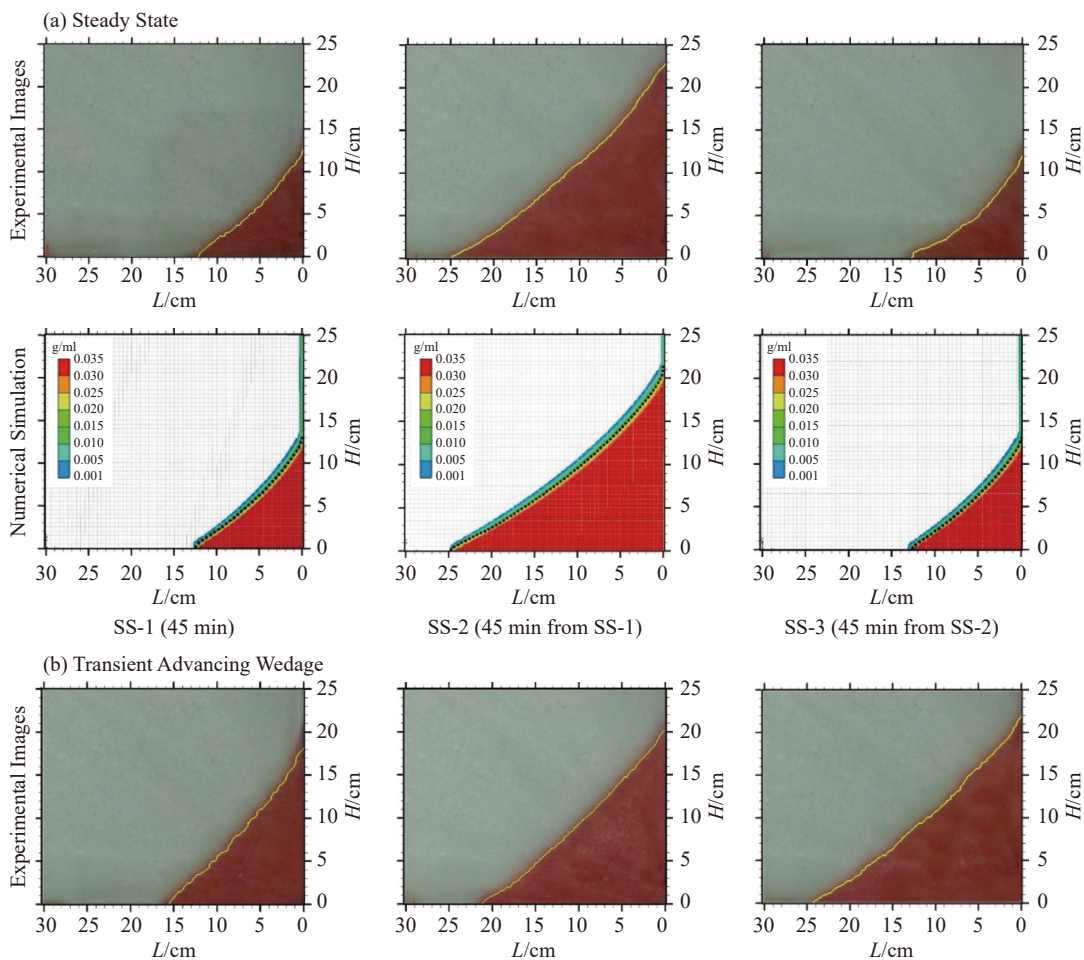 (a) Steady State
Experimental Images
25
20
15
10
5
0
H/cm
30 25 20 15 10 5 0
L/cm
25
20
15
10
5
0
H/cm
30 25 20 15 10 5 0
L/cm
25
20
15
10
5
0
H/cm
30 25 20 15 10 5 0
L/cm
Numerical Simulation
g/ml
0.035
0.030
0.025
0.020
0.015
0.010
0.005
0.001
25
20
15
10
5
0
H/cm
30 25 20 15 10 5 0
L/cm
SS-1 (45 min)
g/ml
0.035
0.030
0.025
0.020
0.015
0.010
0.005
0.001
25
20
15
10
5
0
H/cm
30 25 20 15 10 5 0
L/cm
SS-2 (45 min from SS-1)
g/ml
0.035
0.030
0.025
0.020
0.015
0.010
0.005
0.001
25
20
15
10
5
0
H/cm
30 25 20 15 10 5 0
L/cm
SS-3 (45 min from SS-2)
(b) Transient Advancing Wedage
Experimental Images
25
20
15
10
5
0
H/cm
30 25 20 15 10 5 0
L/cm
25
20
15
10
5
0
H/cm
30 25 20 15 10 5 0
L/cm
25
20
15
10
5
0
H/cm
30 25 20 15 10 5 0
L/cm